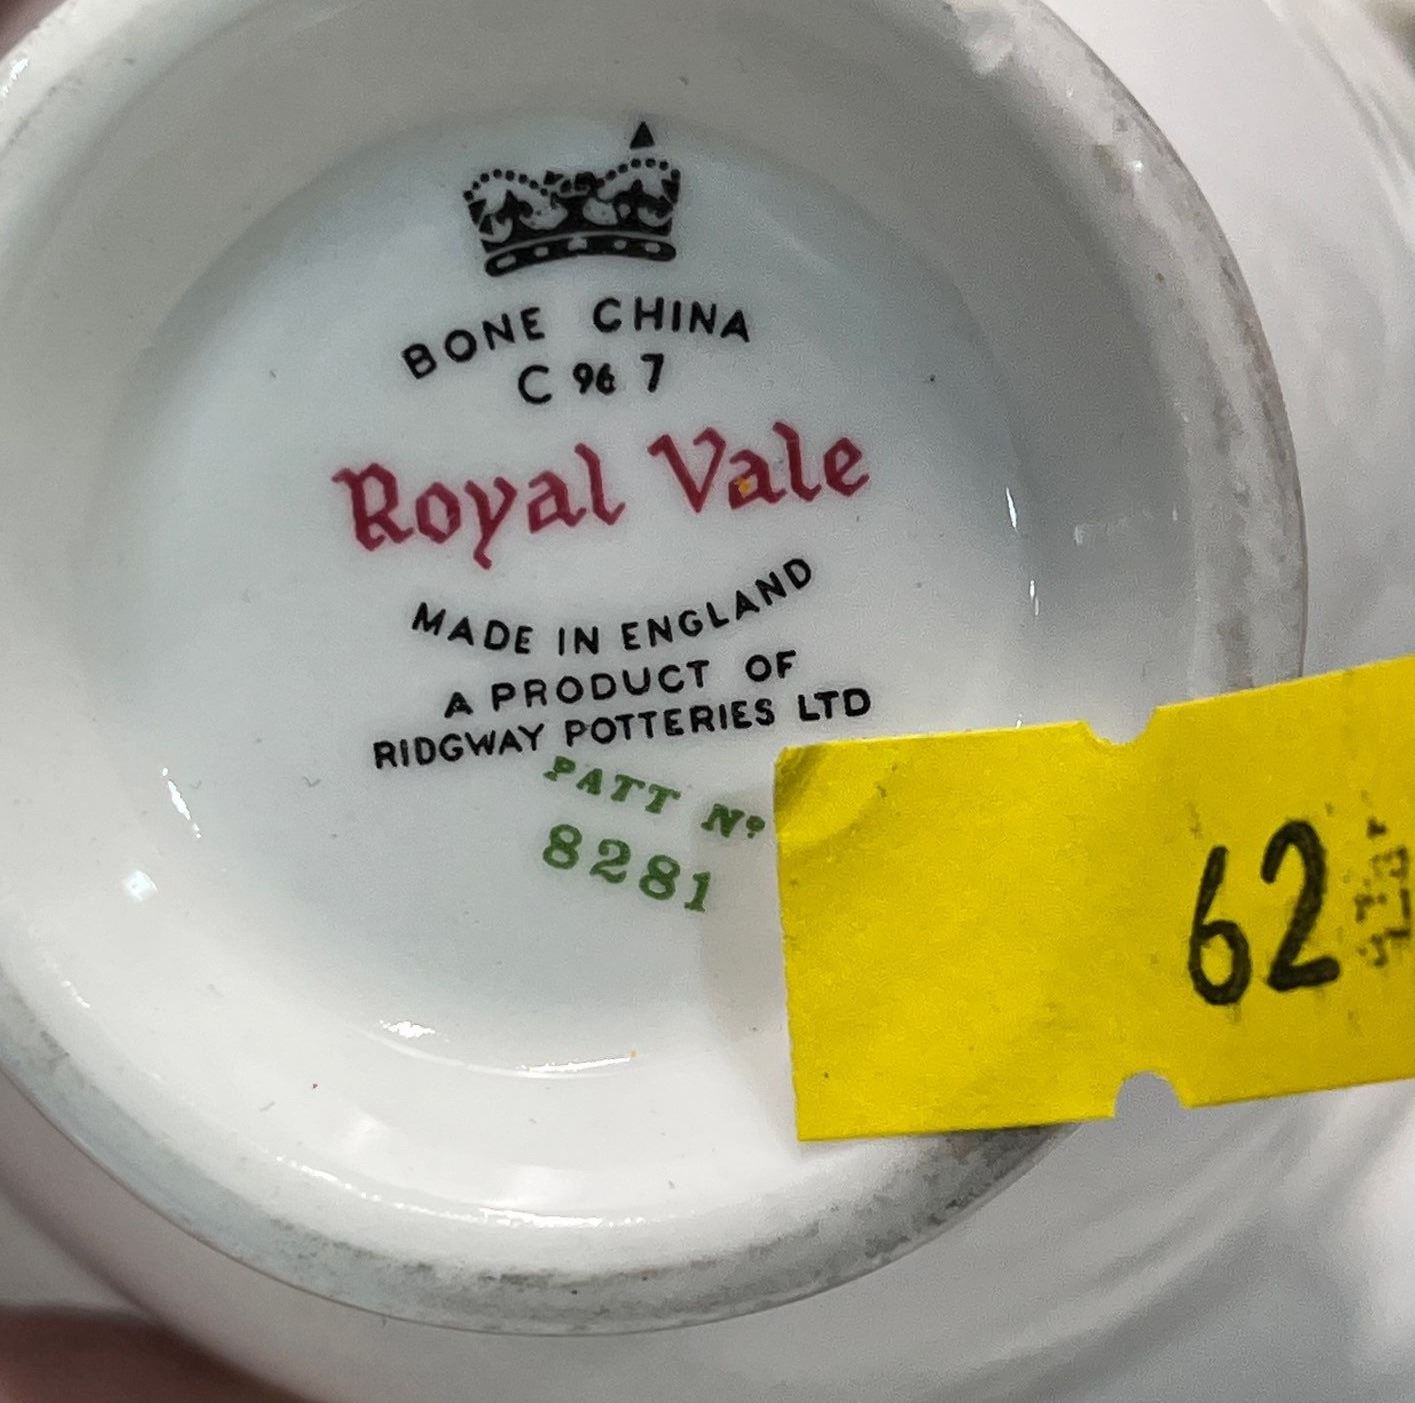 BONE CHINA
C 96 7
Royal Vale
MADE IN ENGLAND
A PRODUCT OF
RIDGWAY POTTERIES LTD
PATT Nº
8281
62